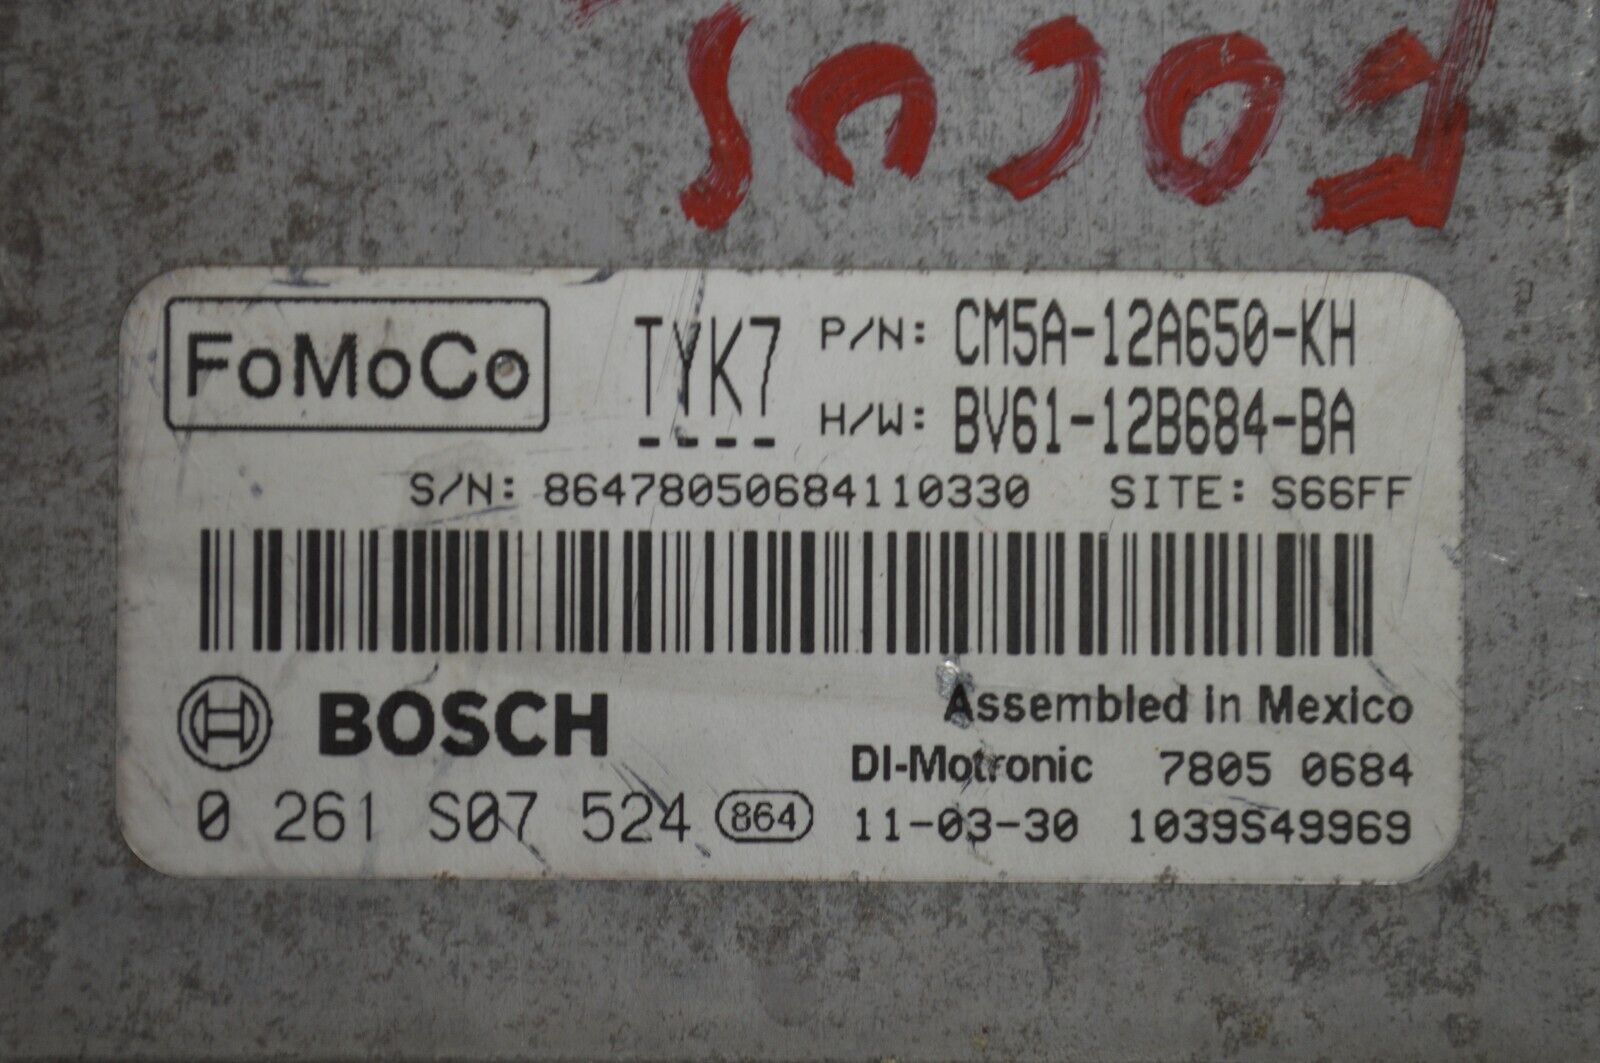 FOCUS
FoMoCo
TYK7
P/N: CM5A-12A650-KH
H/W: BV61-12B684-BA
S/N: 86478050684110330 SITE: S66FF
BOSCH
Assembled in Mexico
DI-Motronic 7805 0684
0 261 S07 524 864 11-03-30 1039S49969